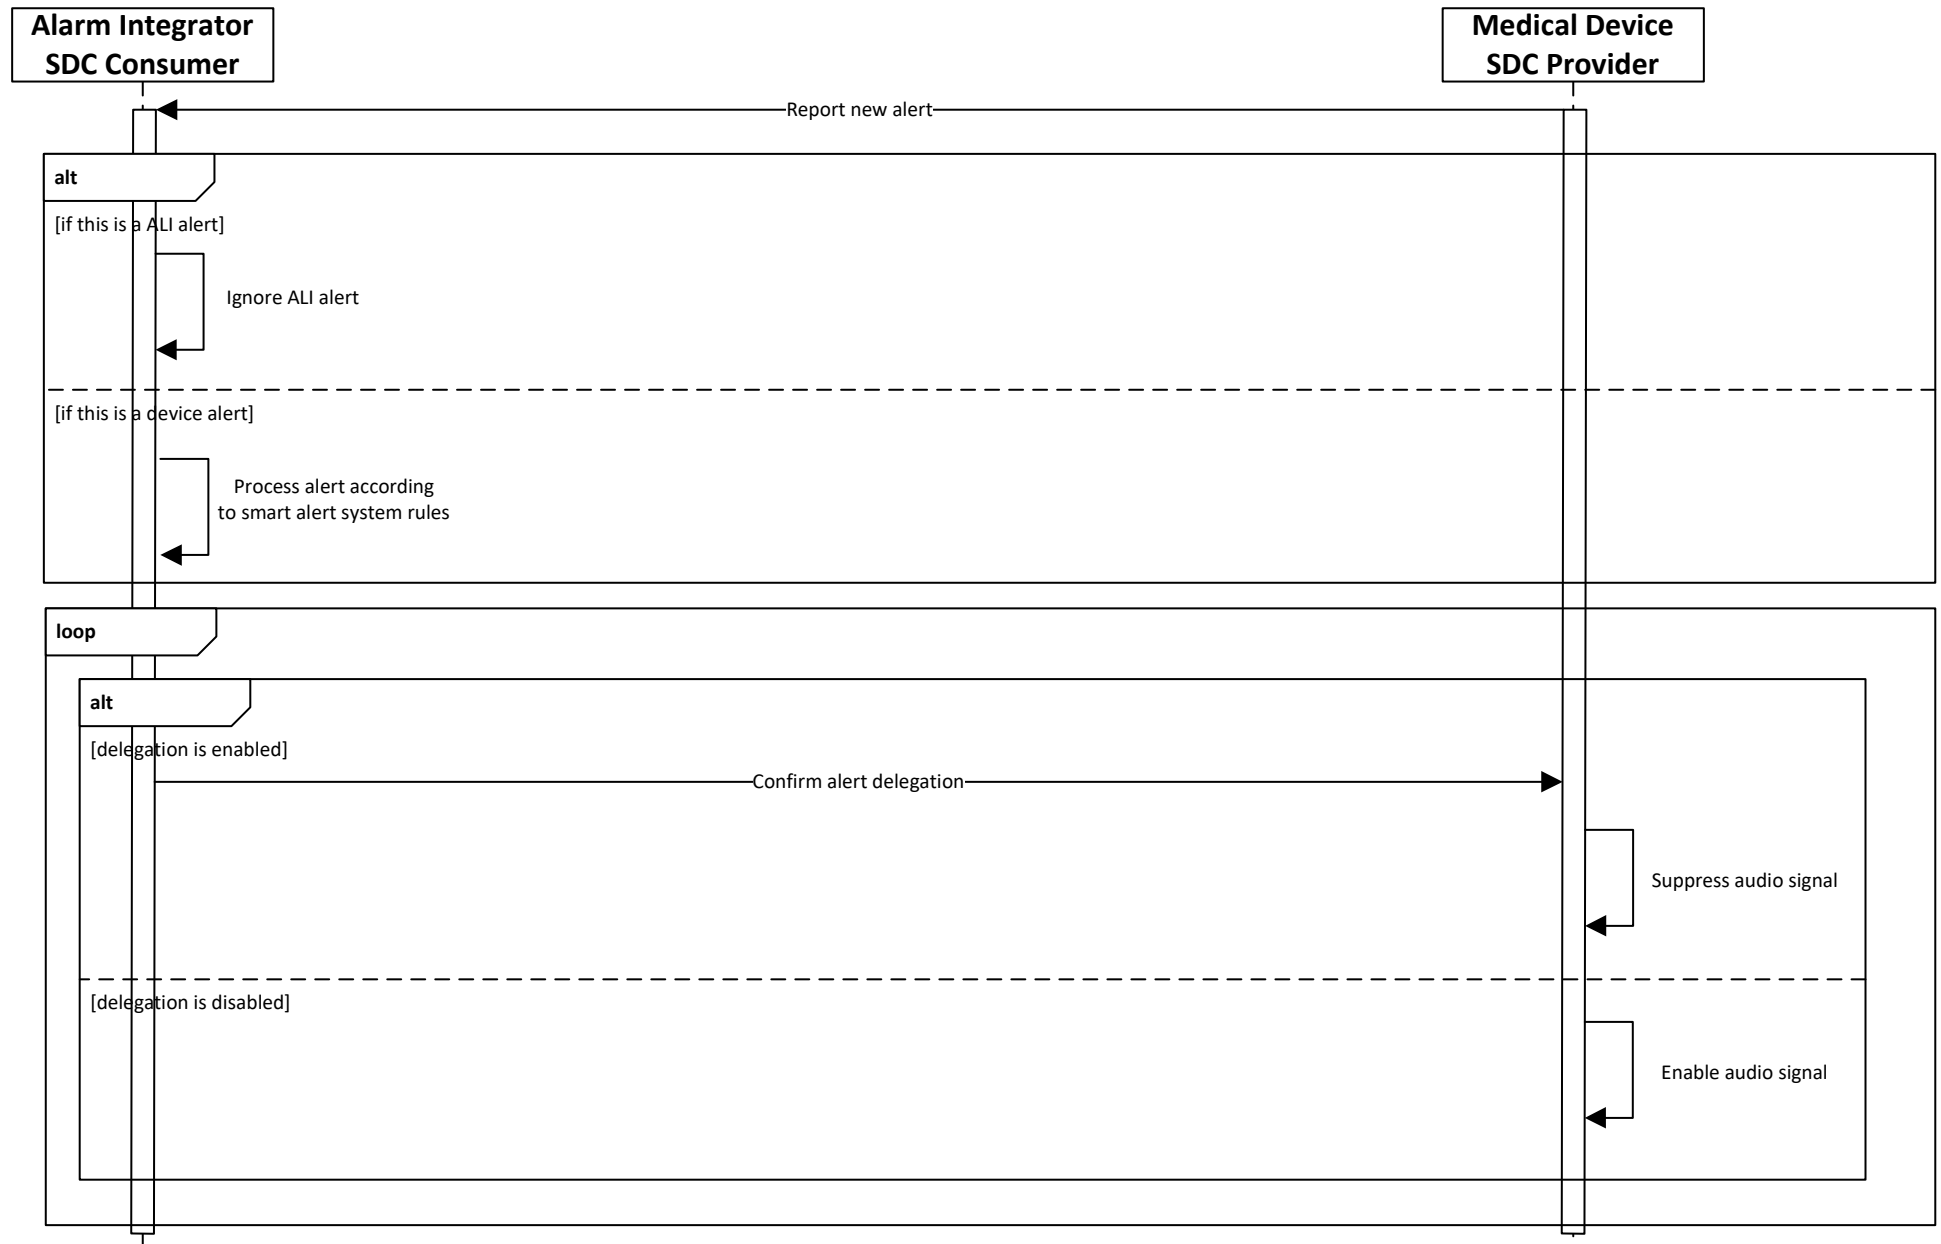 Alarm Integrator
SDC Consumer
Medical Device
SDC Provider
Report new alert
alt
[if this is a ALI alert]
Ignore ALI alert
[if this is a device alert]
Process alert according
to smart alert system rules
loop
alt
[delegation is enabled]
Confirm alert delegation
Suppress audio signal
[delegation is disabled]
Enable audio signal